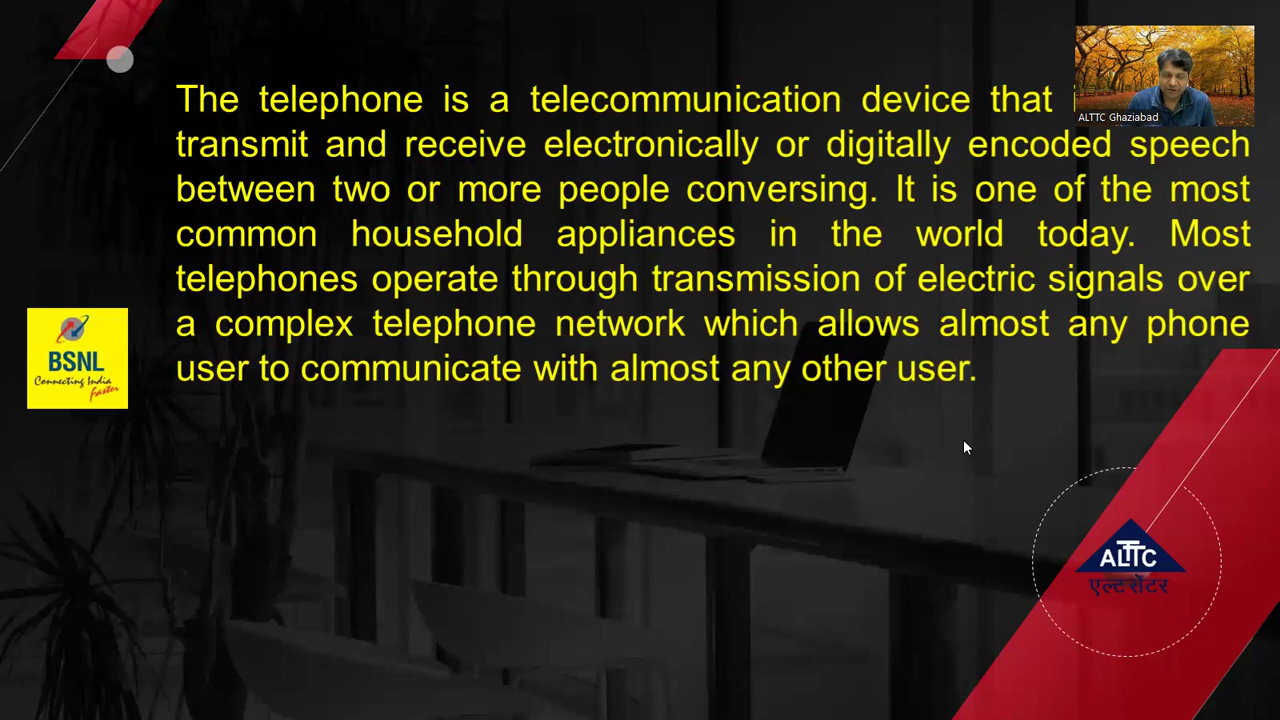 The telephone is a telecommunication device that
transmit and receive electronically or digitally encoded speech
between two or more people conversing. It is one of the most
common household appliances in the world today. Most
telephones operate through transmission of electric signals over
a complex telephone network which allows almost any phone
user to communicate with almost any other user.
ALTTC Ghaziabad
BSNL
Connecting India
faster
ALTTC
एल्टसेंटर